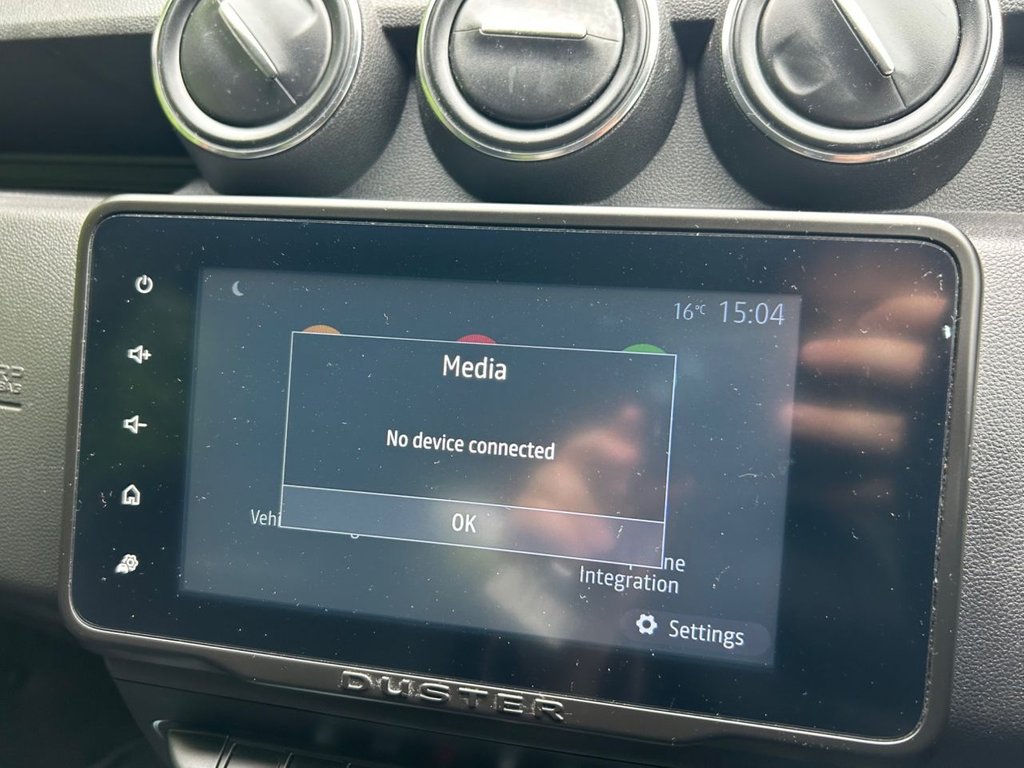 16°C 15:04
Media
No device connected
OK
Integration
Settings
DUSTER